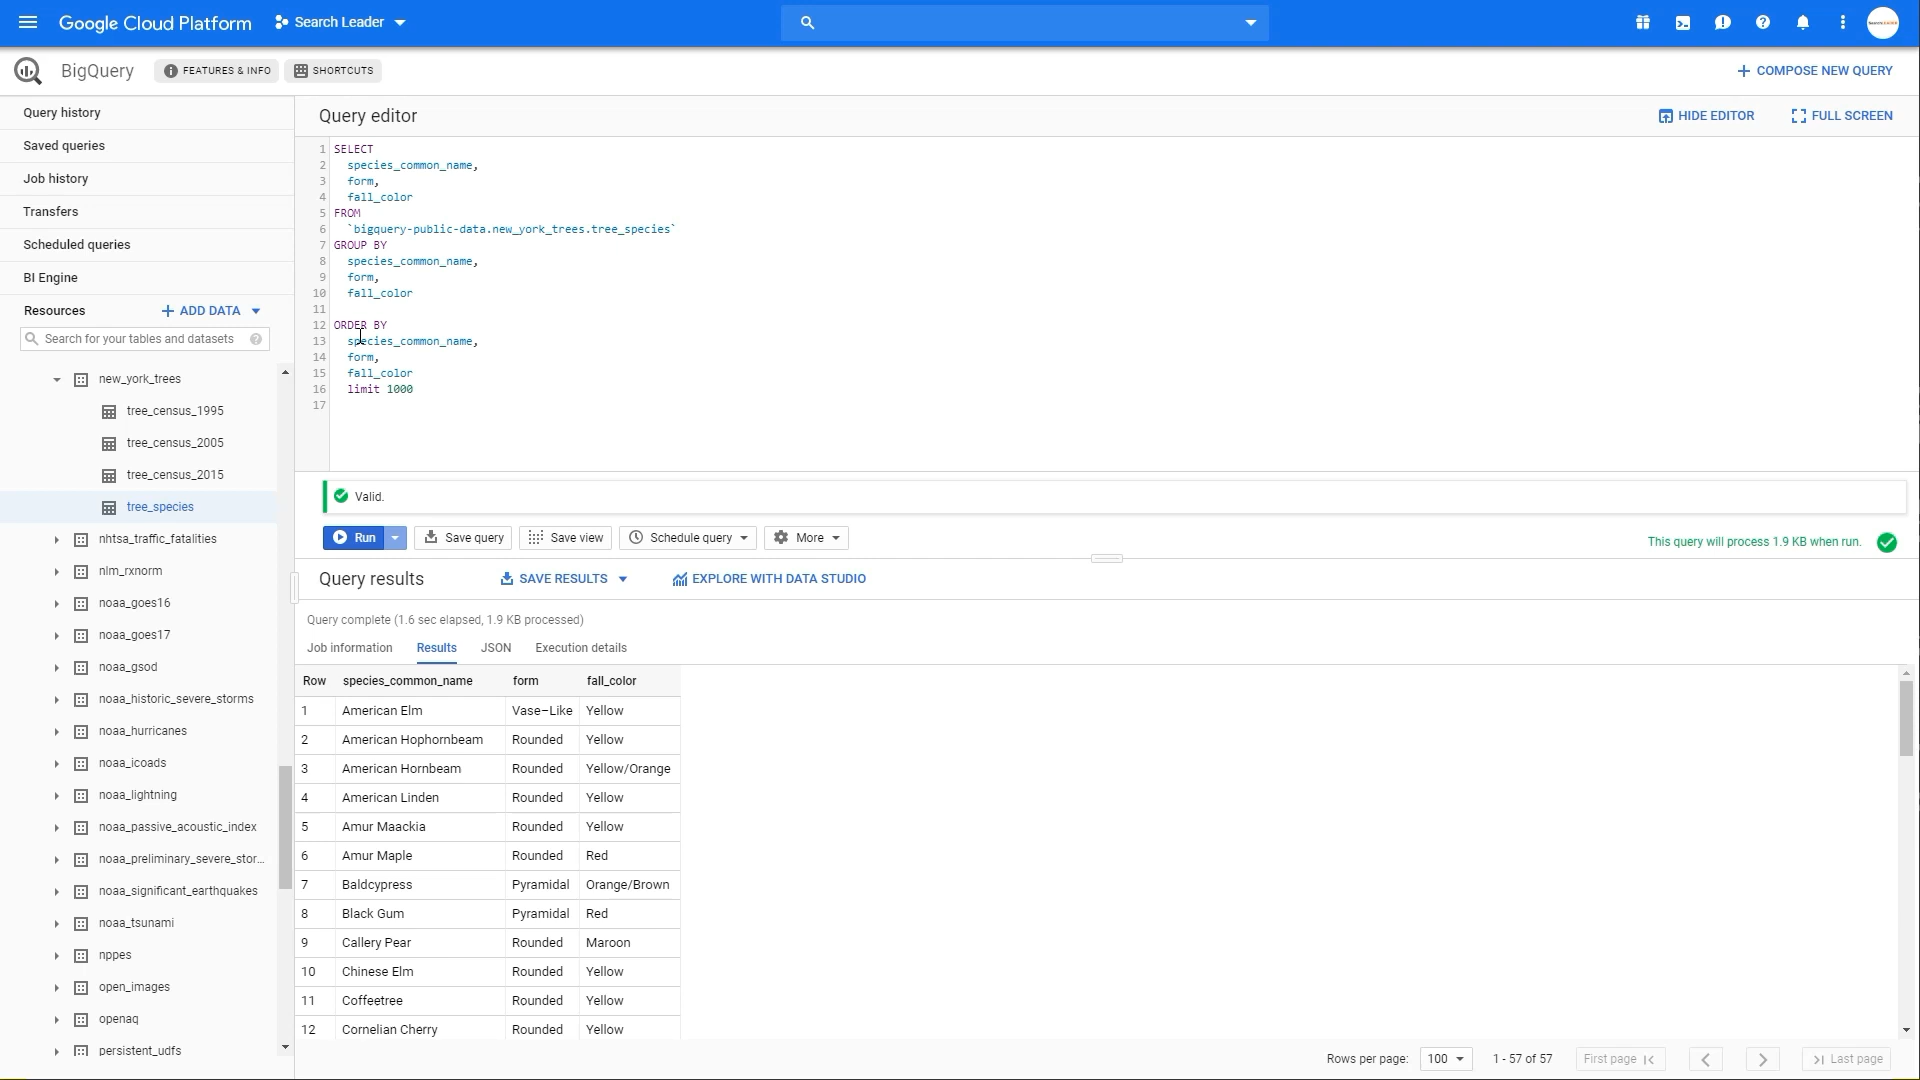 Google Cloud Platform
Search Leader
BigQuery
FEATURES & INFO
SHORTCUTS
COMPOSE NEW QUERY
Query history
Saved queries
Job history
Transfers
Scheduled queries
BI Engine
Resources
ADD DATA
Search for your tables and datasets
new_york_trees
tree_census_1995
tree_census_2005
tree_census_2015
tree_species
nhtsa_traffic_fatalities
nlm_rxnorm
noaa_goes16
noaa_goes17
noaa_gsod
noaa_historic_severe_storms
noaa_hurricanes
noaa_icoads
noaa_lightning
noaa_passive_acoustic_index
noaa_preliminary_severe_stor...
noaa_significant_earthquakes
noaa_tsunami
nppes
open_images
openaq
persistent_udfs
Query editor
HIDE EDITOR
FULL SCREEN
1 SELECT
2 species_common_name,
3 form,
4 fall_color
5 FROM
6 `bigquery-public-data.new_york_trees.tree_species`
7 GROUP BY
8 species_common_name,
9 form,
10 fall_color
11
12 ORDER BY
13 species_common_name,
14 form,
15 fall_color
16 limit 1000
17
Valid.
Run
Save query
Save view
Schedule query
More
This query will process 1.9 KB when run.
Query results
SAVE RESULTS
EXPLORE WITH DATA STUDIO
Query complete (1.6 sec elapsed, 1.9 KB processed)
Job information Results JSON Execution details
Row species_common_name form fall_color
1 American Elm Vase–Like Yellow
2 American Hophornbeam Rounded Yellow
3 American Hornbeam Rounded Yellow/Orange
4 American Linden Rounded Yellow
5 Amur Maackia Rounded Yellow
6 Amur Maple Rounded Red
7 Baldcypress Pyramidal Orange/Brown
8 Black Gum Pyramidal Red
9 Callery Pear Rounded Maroon
10 Chinese Elm Rounded Yellow
11 Coffeetree Rounded Yellow
12 Cornelian Cherry Rounded Yellow
Rows per page: 100 1 - 57 of 57 First page Last page